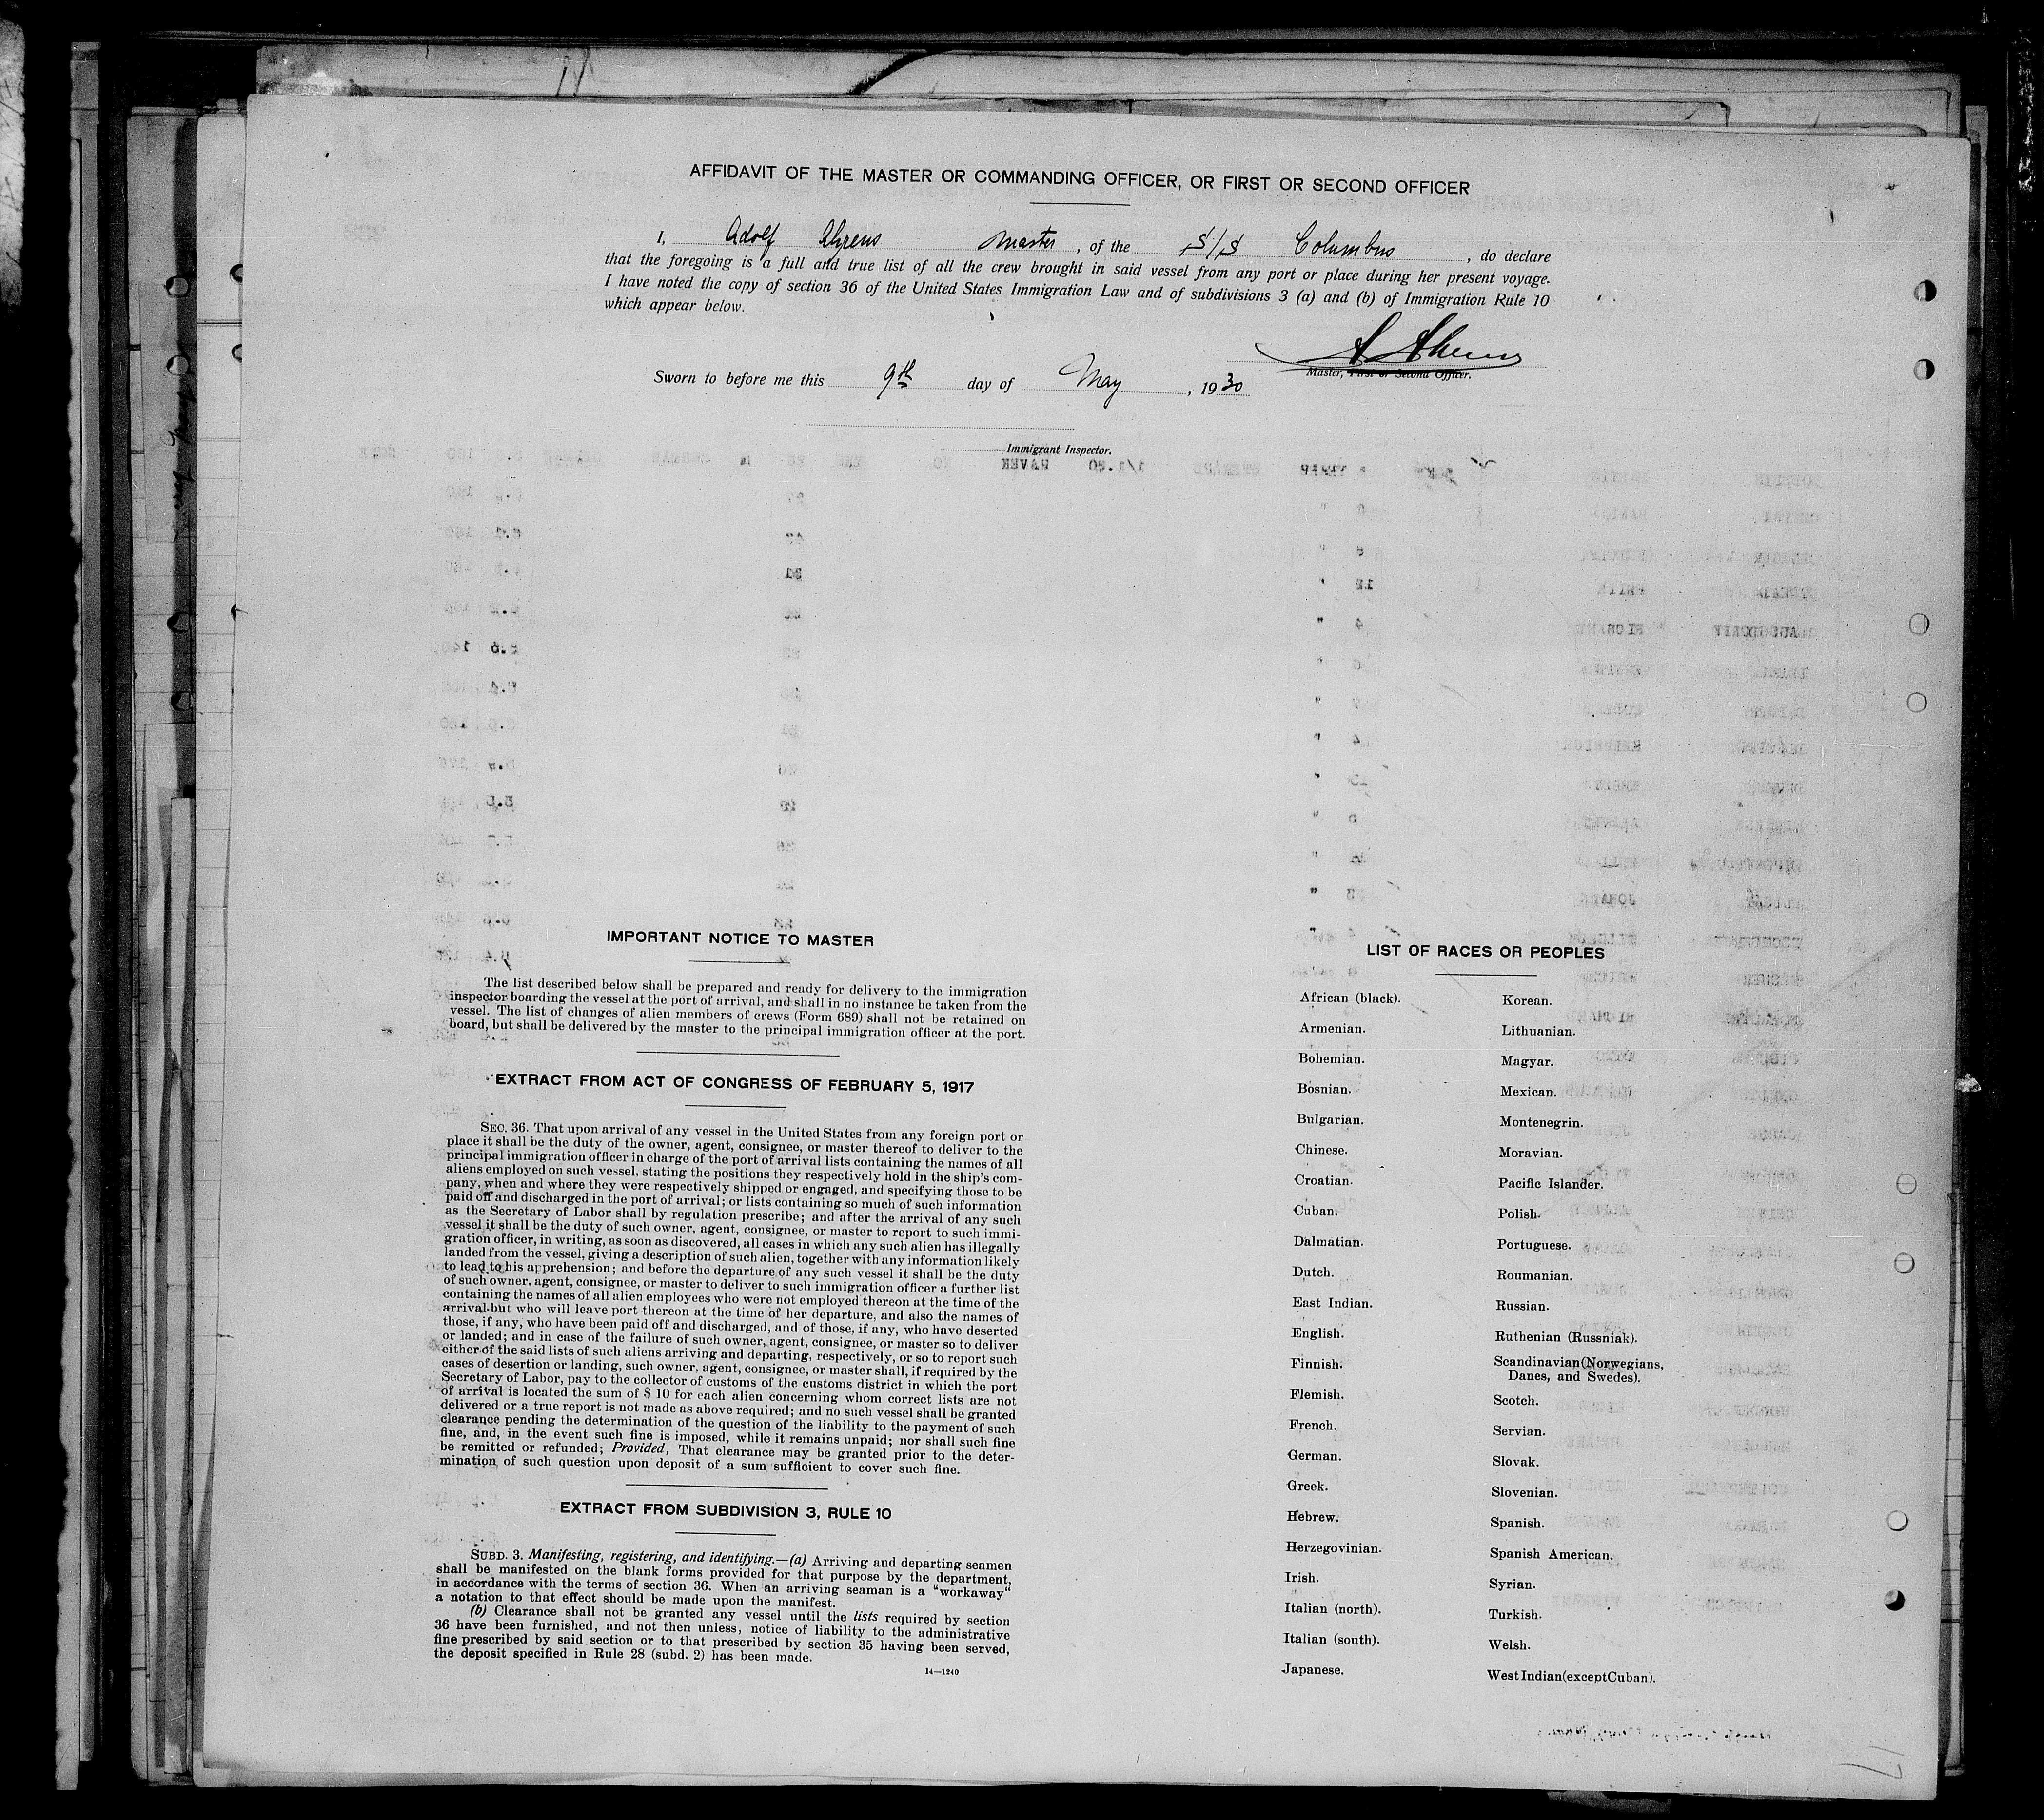 AFFIDAVIT OF THE MASTER OR COMMANDING OFFICER, OR FIRST OR SECOND OFFICER
I, Adolf Ahrens Master, of the S/S Columbus, do declare
that the foregoing is a full and true list of all the crew brought in said vessel from any port or place during her present voyage.
I have noted the copy of section 36 of the United States Immigration Law and of subdivisions 3 (a) and (b) of Immigration Rule 10
which appear below.
A Ahrens
Master, First or Second Officer.
Sworn to before me this 9th day of May, 1930
Immigrant Inspector.
IMPORTANT NOTICE TO MASTER
The list described below shall be prepared and ready for delivery to the immigration
inspector boarding the vessel at the port of arrival, and shall in no instance be taken from the
vessel. The list of changes of alien members of crews (Form 689) shall not be retained on
board, but shall be delivered by the master to the principal immigration officer at the port.
EXTRACT FROM ACT OF CONGRESS OF FEBRUARY 5, 1917
SEC. 36. That upon arrival of any vessel in the United States from any foreign port or
place it shall be the duty of the owner, agent, consignee, or master thereof to deliver to the
principal immigration officer in charge of the port of arrival lists containing the names of all
aliens employed on such vessel, stating the positions they respectively hold in the ship's com-
pany, when and where they were respectively shipped or engaged, and specifying those to be
paid off and discharged in the port of arrival; or lists containing so much of such information
as the Secretary of Labor shall by regulation prescribe; and after the arrival of any such
vessel it shall be the duty of such owner, agent, consignee, or master to report to such immi-
gration officer, in writing, as soon as discovered, all cases in which any such alien has illegally
landed from the vessel, giving a description of such alien, together with any information likely
to lead to his apprehension; and before the departure of any such vessel it shall be the duty
of such owner, agent, consignee, or master to deliver to such immigration officer a further list
containing the names of all alien employees who were not employed thereon at the time of the
arrival but who will leave port thereon at the time of her departure, and also the names of
those, if any, who have been paid off and discharged, and of those, if any, who have deserted
or landed; and in case of the failure of such owner, agent, consignee, or master so to deliver
either of the said lists of such aliens arriving and departing, respectively, or so to report such
cases of desertion or landing, such owner, agent, consignee, or master shall, if required by the
Secretary of Labor, pay to the collector of customs of the customs district in which the port
of arrival is located the sum of $ 10 for each alien concerning whom correct lists are not
delivered or a true report is not made as above required; and no such vessel shall be granted
clearance pending the determination of the question of the liability to the payment of such
fine, and, in the event such fine is imposed, while it remains unpaid; nor shall such fine
be remitted or refunded; Provided, That clearance may be granted prior to the deter-
mination of such question upon deposit of a sum sufficient to cover such fine.
EXTRACT FROM SUBDIVISION 3, RULE 10
SUBD. 3. Manifesting, registering, and identifying.—(a) Arriving and departing seamen
shall be manifested on the blank forms provided for that purpose by the department,
in accordance with the terms of section 36. When an arriving seaman is a “workaway“
a notation to that effect should be made upon the manifest.
(b) Clearance shall not be granted any vessel until the lists required by section
36 have been furnished, and not then unless, notice of liability to the administrative
fine prescribed by said section or to that prescribed by section 35 having been served,
the deposit specified in Rule 28 (subd. 2) has been made.
14—1240
LIST OF RACES OR PEOPLES
African (black).
Armenian.
Bohemian.
Bosnian.
Bulgarian.
Chinese.
Croatian.
Cuban.
Dalmatian.
Dutch.
East Indian.
English.
Finnish.
Flemish.
French.
German.
Greek.
Hebrew.
Herzegovinian.
Irish.
Italian (north).
Italian (south).
Japanese.
Korean.
Lithuanian.
Magyar.
Mexican.
Montenegrin.
Moravian.
Pacific Islander.
Polish.
Portuguese.
Roumanian.
Russian.
Ruthenian (Russniak).
Scandinavian (Norwegians,
Danes, and Swedes).
Scotch.
Servian.
Slovak.
Slovenian.
Spanish.
Spanish American.
Syrian.
Turkish.
Welsh.
West Indian (except Cuban).